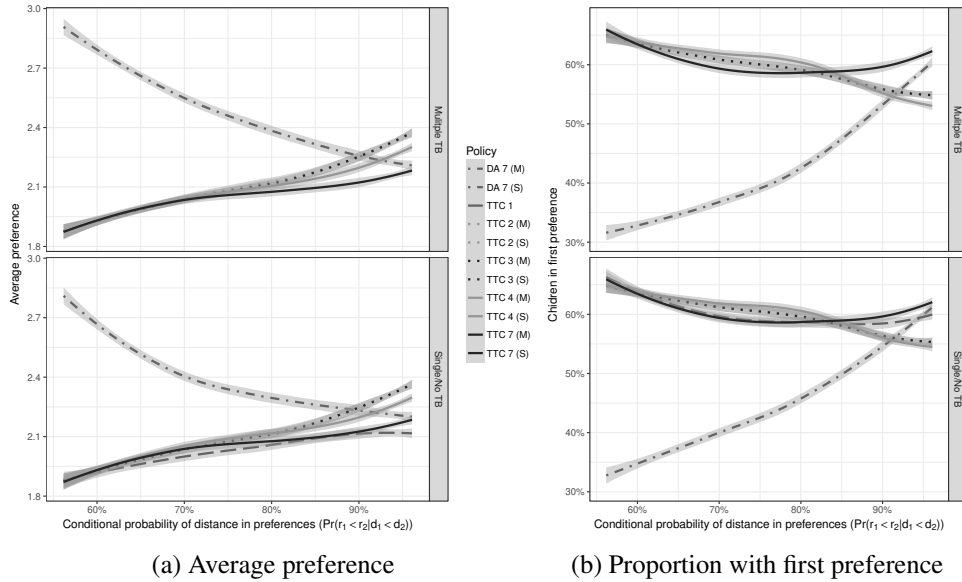 3.0
2.7
2.4
2.1
1.8
Multiple TB
3.0
2.7
2.4
2.1
1.8
Single/No TB
Average preference
60%
70%
80%
90%
Conditional probability of distance in preferences (Pr(r1 < r2|d1 < d2))
(a) Average preference
Policy
DA 7 (M)
DA 7 (S)
TTC 1
TTC 2 (M)
TTC 2 (S)
TTC 3 (M)
TTC 3 (S)
TTC 4 (M)
TTC 4 (S)
TTC 7 (M)
TTC 7 (S)
60%
50%
40%
30%
Multiple TB
60%
50%
40%
30%
Single/No TB
Chidren in first preference
60%
70%
80%
90%
Conditional probability of distance in preferences (Pr(r1 < r2|d1 < d2))
(b) Proportion with first preference